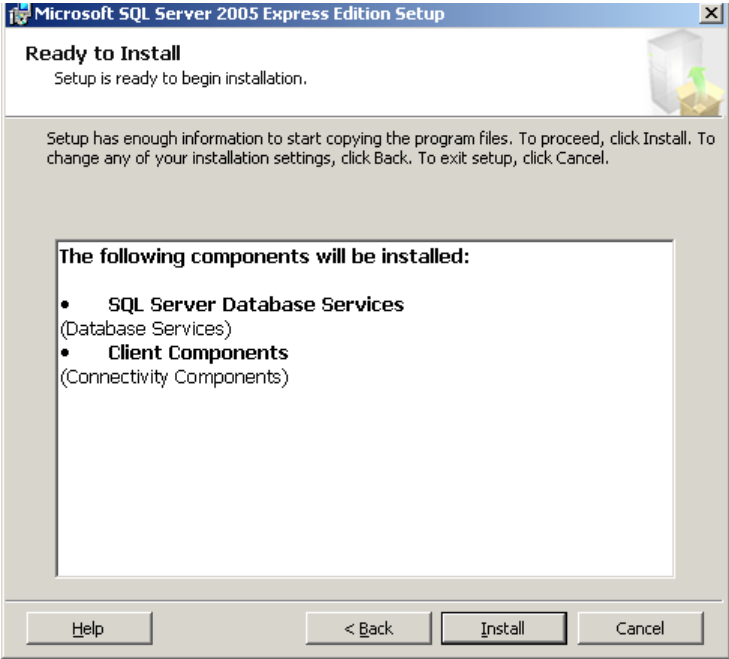 Microsoft SQL Server 2005 Express Edition Setup
Ready to Install
Setup is ready to begin installation.
Setup has enough information to start copying the program files. To proceed, click Install. To
change any of your installation settings, click Back. To exit setup, click Cancel.
The following components will be installed:
• SQL Server Database Services
(Database Services)
• Client Components
(Connectivity Components)
Help < Back Install Cancel